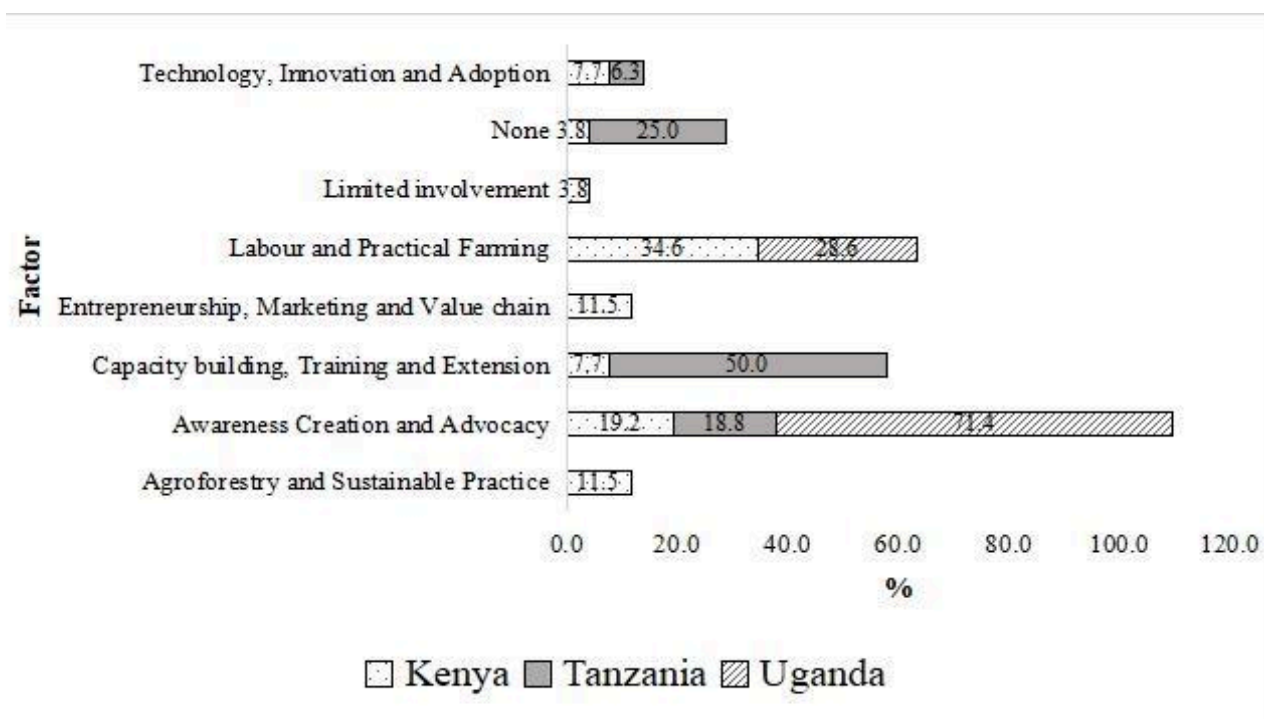 Technology, Innovation and Adoption 7.7 6.3
None 3.8 25.0
Limited involvement 3.8
Labour and Practical Farming 34.6 28.6
Entrepreneurship, Marketing and Value chain 11.5
Capacity building, Training and Extension 7.7 50.0
Awareness Creation and Advocacy 19.2 18.8 71.4
Agroforestry and Sustainable Practice 11.5
Factor
0.0 20.0 40.0 60.0 80.0 100.0 120.0
%
Kenya Tanzania Uganda